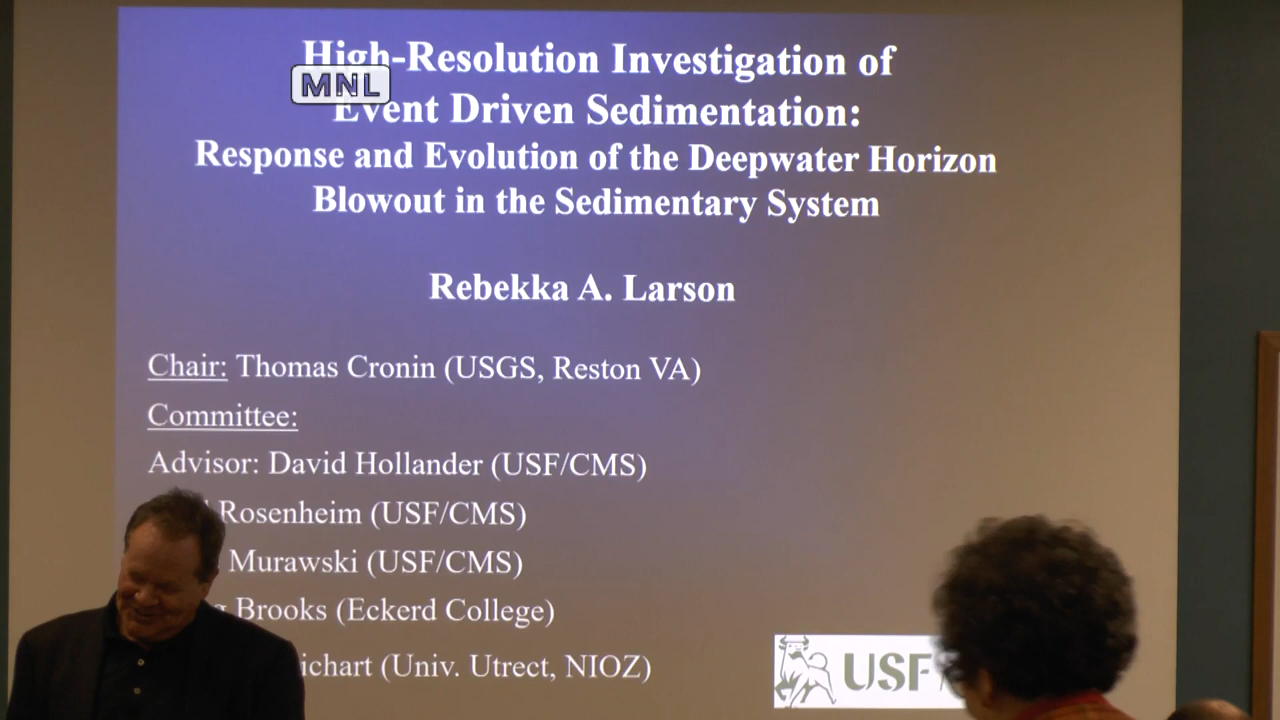 High-Resolution Investigation of
MNL
Event Driven Sedimentation:
Response and Evolution of the Deepwater Horizon
Blowout in the Sedimentary System
Rebekka A. Larson
Chair: Thomas Cronin (USGS, Reston VA)
Committee:
Advisor: David Hollander (USF/CMS)
Rosenheim (USF/CMS)
Murawski (USF/CMS)
Brooks (Eckerd College)
(Univ. Utrect, NIOZ)
USF